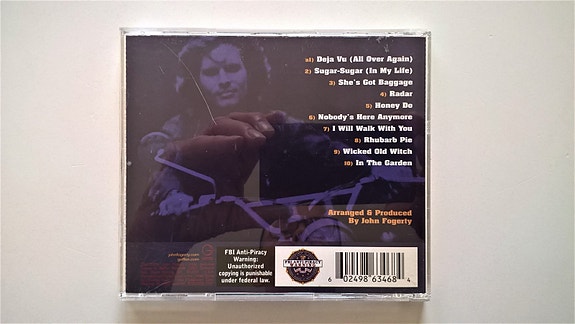 1) Deja Vu (All Over Again)
2) Sugar-Sugar (In My Life)
3) She's Got Baggage
4) Radar
5) Honey Do
6) Nobody's Here Anymore
7) I Will Walk With You
8) Rhubarb Pie
9) Wicked Old Witch
10) In The Garden
Arranged & Produced
By John Fogerty
johnfogerty.com
FBI Anti-Piracy
Warning:
Unauthorized
copying is punishable
under federal law.
6 02498 63468 4